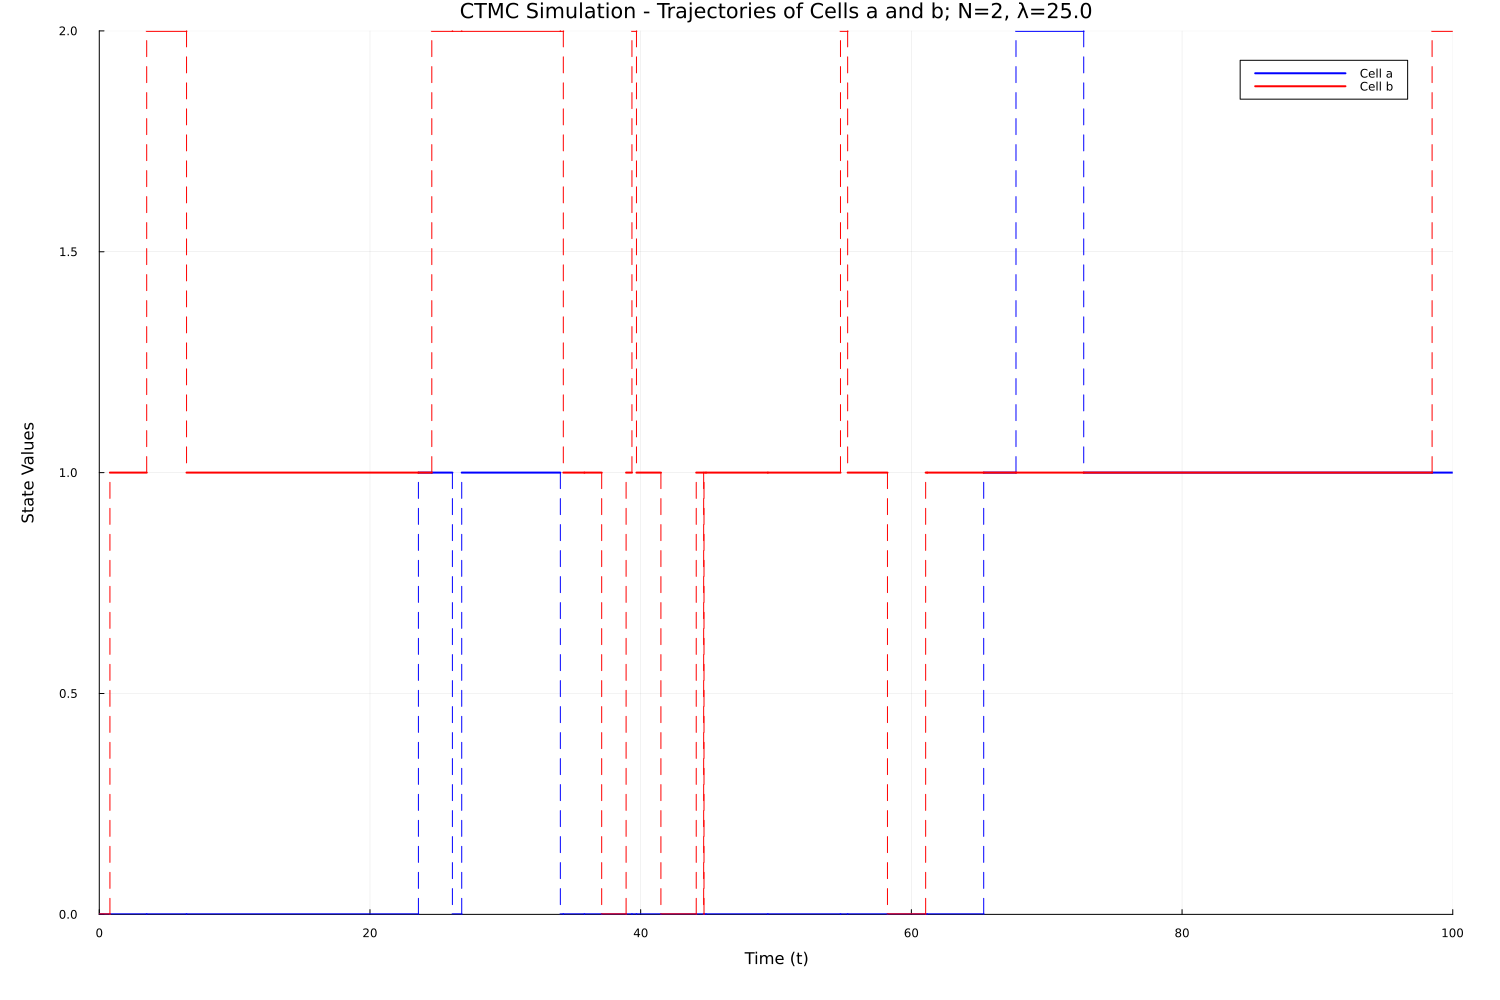 CTMC Simulation - Trajectories of Cells a and b; N=2, λ=25.0
2.0
Cell a
Cell b
1.5
State Values
1.0
0.5
0.0
0 20 40 60 80 100
Time (t)